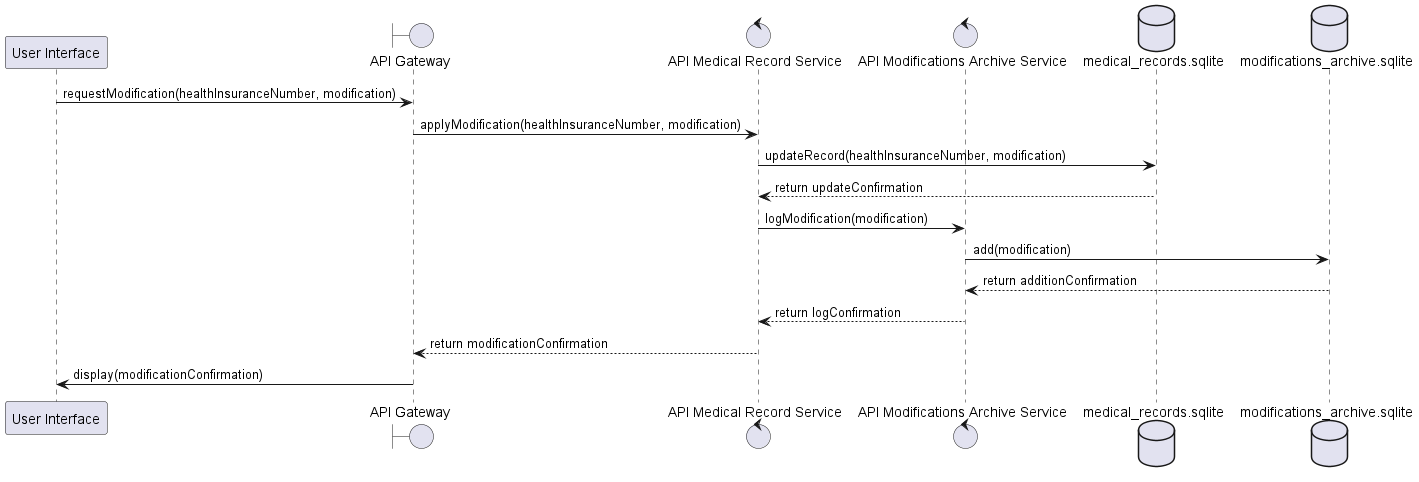 User Interface
API Gateway
API Medical Record Service
API Modifications Archive Service
medical_records.sqlite
modifications_archive.sqlite
requestModification(healthInsuranceNumber, modification)
applyModification(healthInsuranceNumber, modification)
updateRecord(healthInsuranceNumber, modification)
return updateConfirmation
logModification(modification)
add(modification)
return additionConfirmation
return logConfirmation
return modificationConfirmation
display(modificationConfirmation)
User Interface
API Gateway
API Medical Record Service
API Modifications Archive Service
medical_records.sqlite
modifications_archive.sqlite